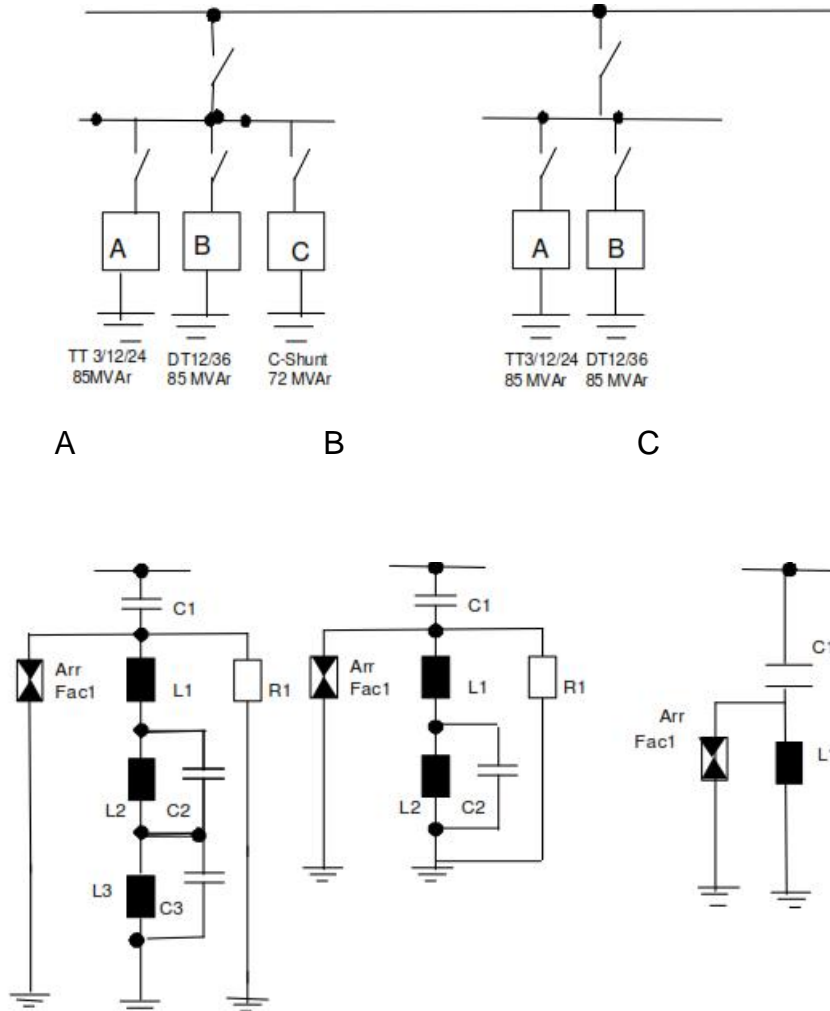 A
B
C
A
B
TT 3/12/24
85MVAr
DT12/36
85 MVAr
C-Shunt
72 MVAr
TT3/12/24
85 MVAr
DT12/36
85 MVAr
A
B
C
C1
Arr
Fac1
L1
R1
L2
C2
L3
C3
C1
Arr
Fac1
L1
R1
L2
C2
C1
Arr
Fac1